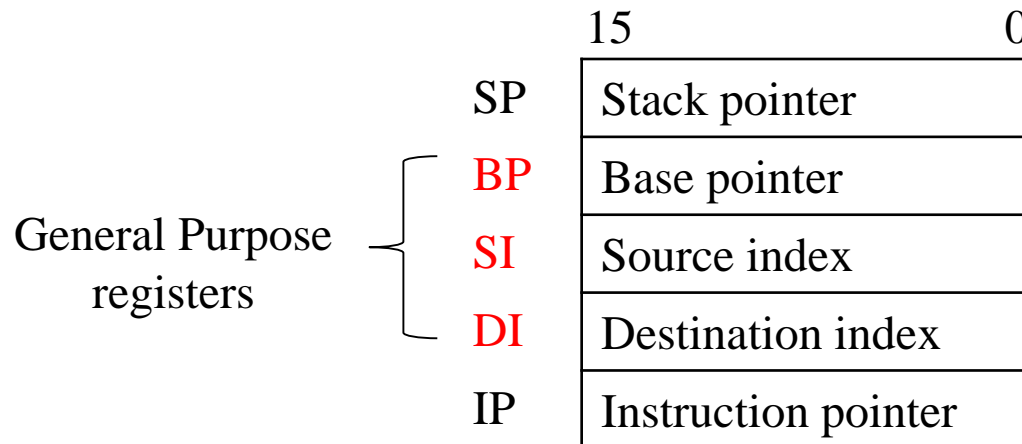 15 0
SP Stack pointer
BP Base pointer
General Purpose
registers
SI Source index
DI Destination index
IP Instruction pointer